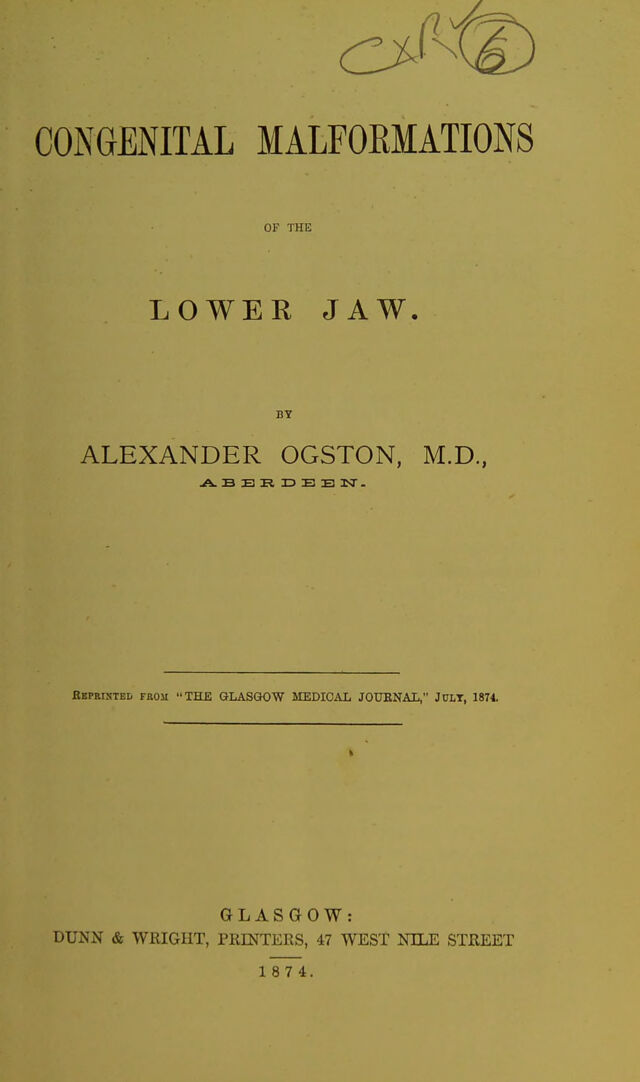 CONGENITAL MALFORMATIONS
OF THE
LOWER JAW.
BY
ALEXANDER OGSTON, M.D.,
ABERDEEN.
REPRINTED FROM "THE GLASGOW MEDICAL JOURNAL," JULY, 1874.
GLASGOW:
DUNN & WRIGHT, PRINTERS, 47 WEST NILE STREET
1874.